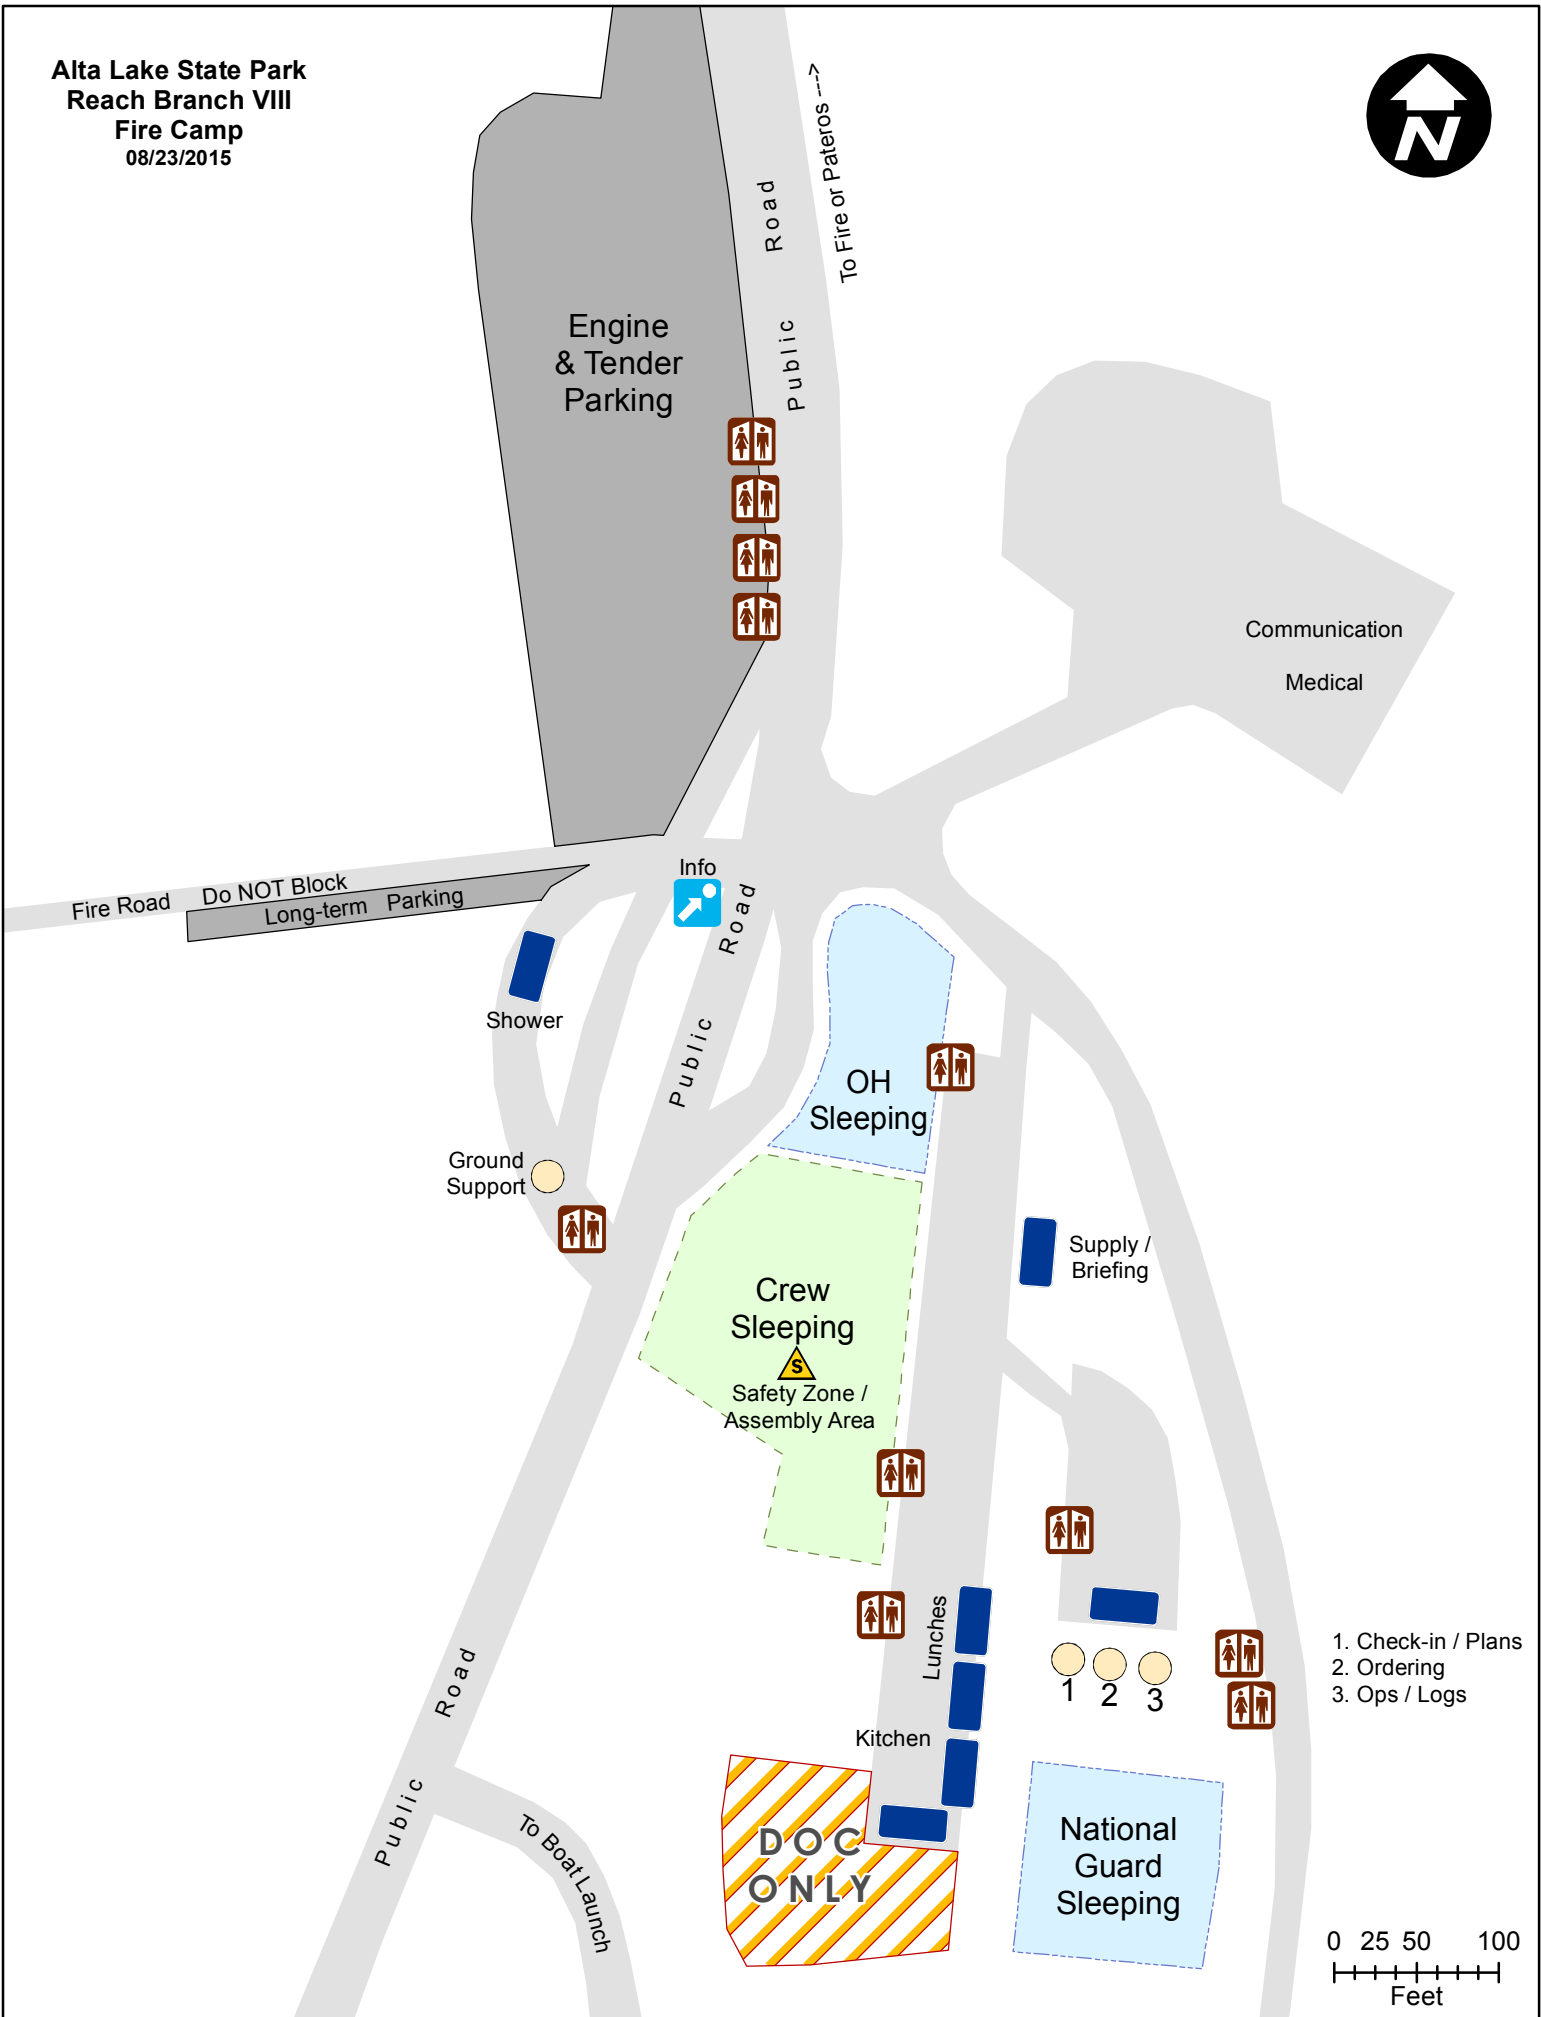 Alta Lake State Park
Reach Branch VIII
Fire Camp
08/23/2015
N
To Fire or Pateros ---->
Public Road
Engine
& Tender
Parking
Communication
Medical
Info
Fire Road
Do NOT Block
Long-term Parking
Public Road
Shower
OH
Sleeping
Ground
Support
Supply /
Briefing
Crew
Sleeping
S
Safety Zone /
Assembly Area
Lunches
1
2
3
1. Check-in / Plans
2. Ordering
3. Ops / Logs
Public Road
Kitchen
To Boat Launch
DOC
ONLY
National
Guard
Sleeping
0 25 50 100
Feet